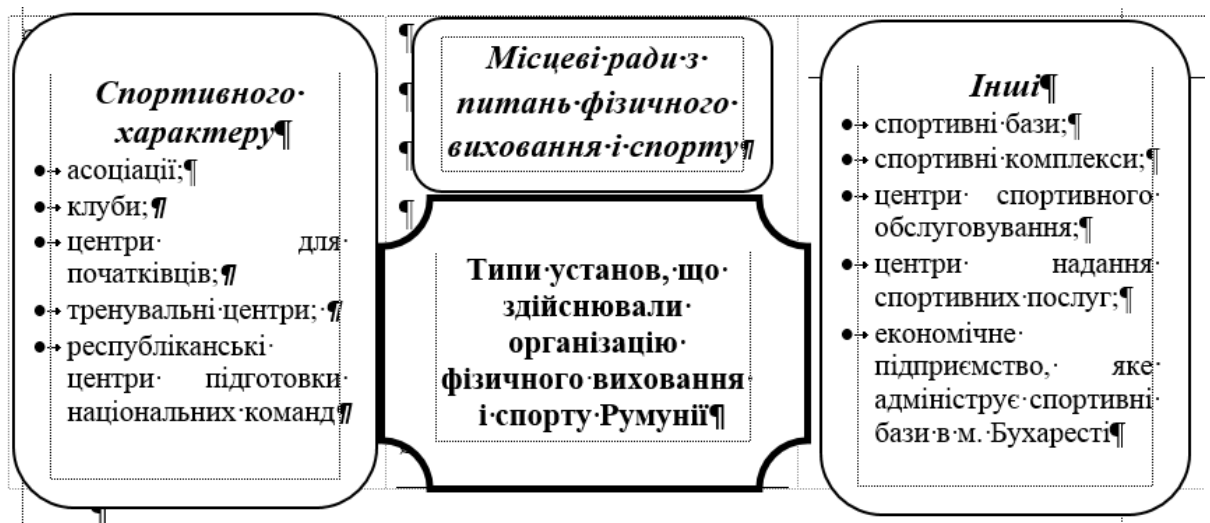 Спортивного
характеру
асоціації;
клуби;
центри для
початківців;
тренувальні центри;
республіканські
центри підготовки
національних команд
Місцеві ради з
питань фізичного
виховання і спорту
Типи установ, що
здійснювали
організацію
фізичного виховання
і спорту Румунії
Інші
спортивні бази;
спортивні комплекси;
центри спортивного
обслуговування;
центри надання
спортивних послуг;
економічне
підприємство, яке
адмініструє спортивні
бази в м. Бухаресті